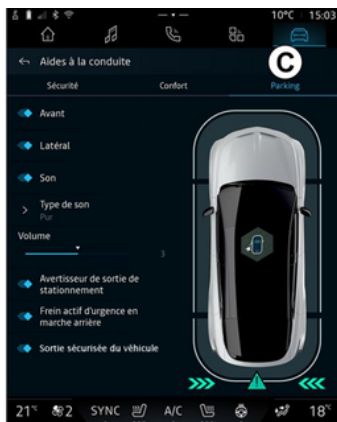 10°C 15:03
Aides à la conduite
C
Sécurité Confort Parking
Avant
Latéral
Son
Type de son
Pur
Volume
3
Avertisseur de sortie de
stationnement
Frein actif d'urgence en
marche arrière
Sortie sécurisée du véhicule
21°C 2 SYNC A/C 18°C